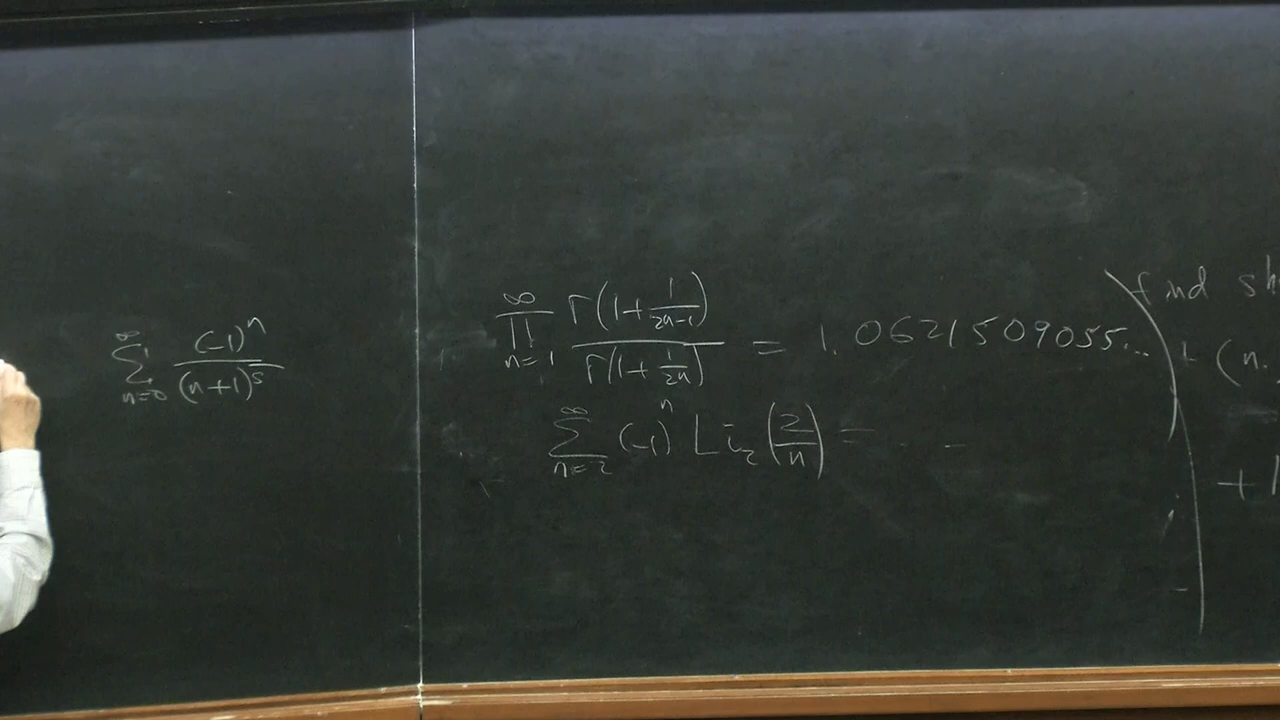 ∑_{n=0}^{∞} (-1)^n / (n+1)^s
∏_{n=1}^{∞} Γ(1+1/(2n-1)) / Γ(1+1/(2n)) = 1.0621509055...
∑_{n=2}^{∞} (-1)^n Li_2(2/n) = - - -
find sh
+ (n.
+